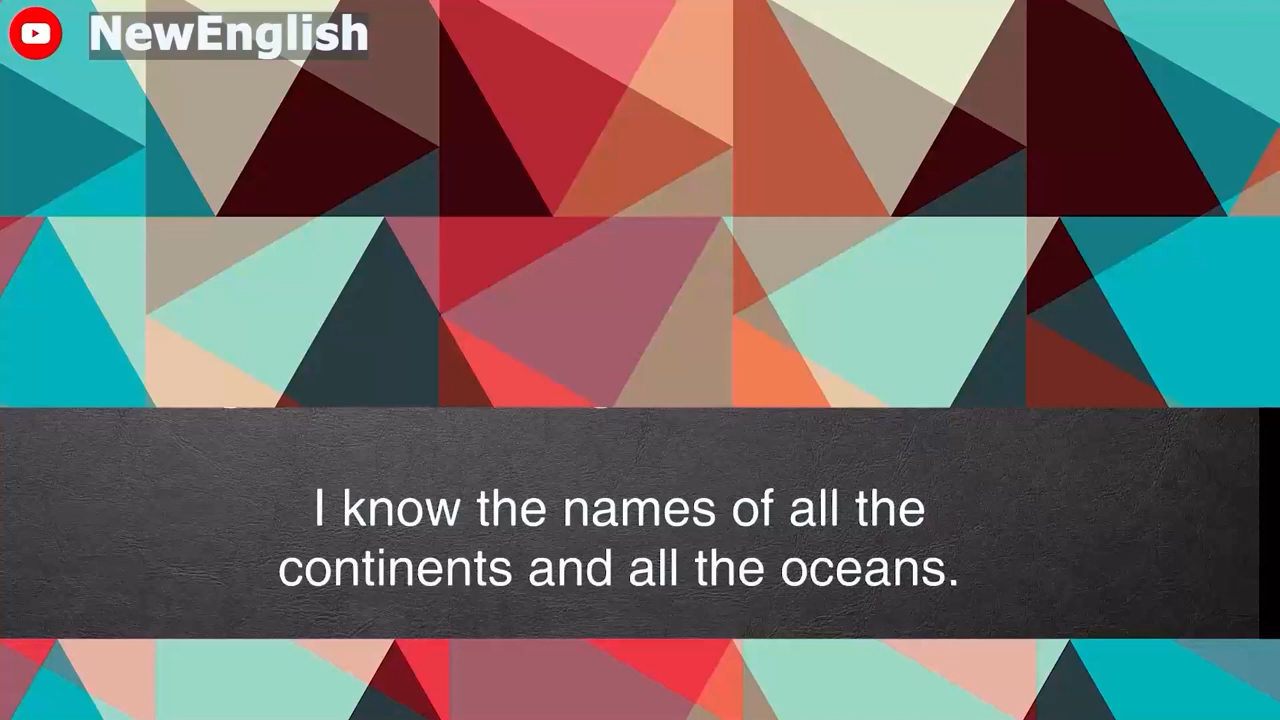 NewEnglish
I know the names of all the
continents and all the oceans.